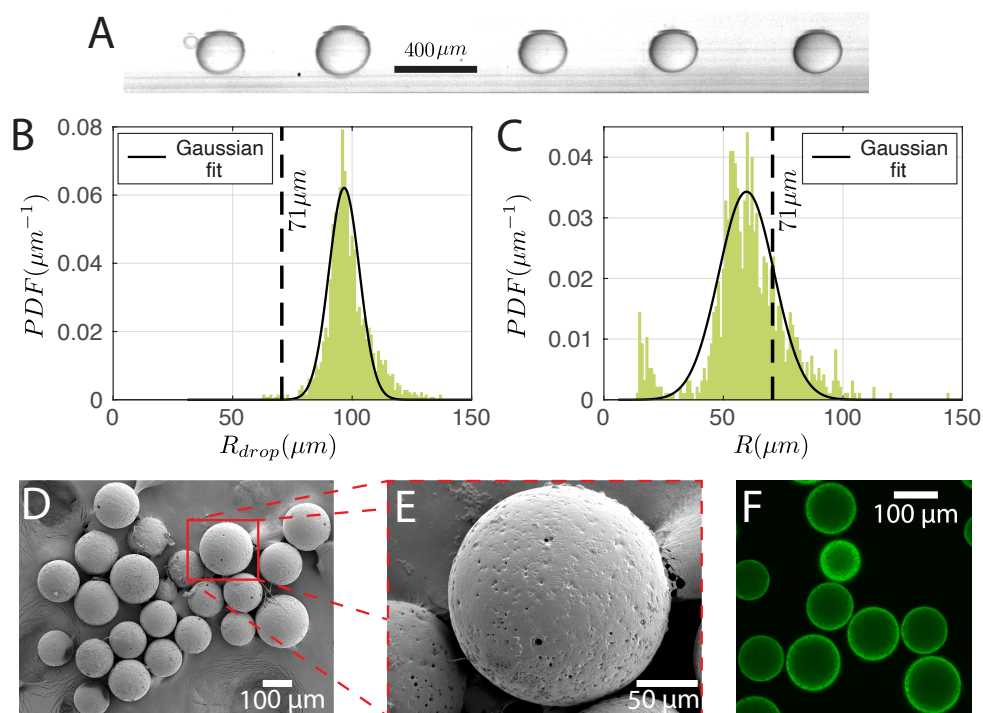 A
400μm
B
0.08
0.06
0.04
0.02
0
PDF(μm⁻¹)
Gaussian
fit
71μm
0
50
100
150
R_drop(μm)
C
0.04
0.03
0.02
0.01
0
PDF(μm⁻¹)
Gaussian
fit
71μm
0
50
100
150
R(μm)
D
100 μm
E
50 μm
F
100 μm